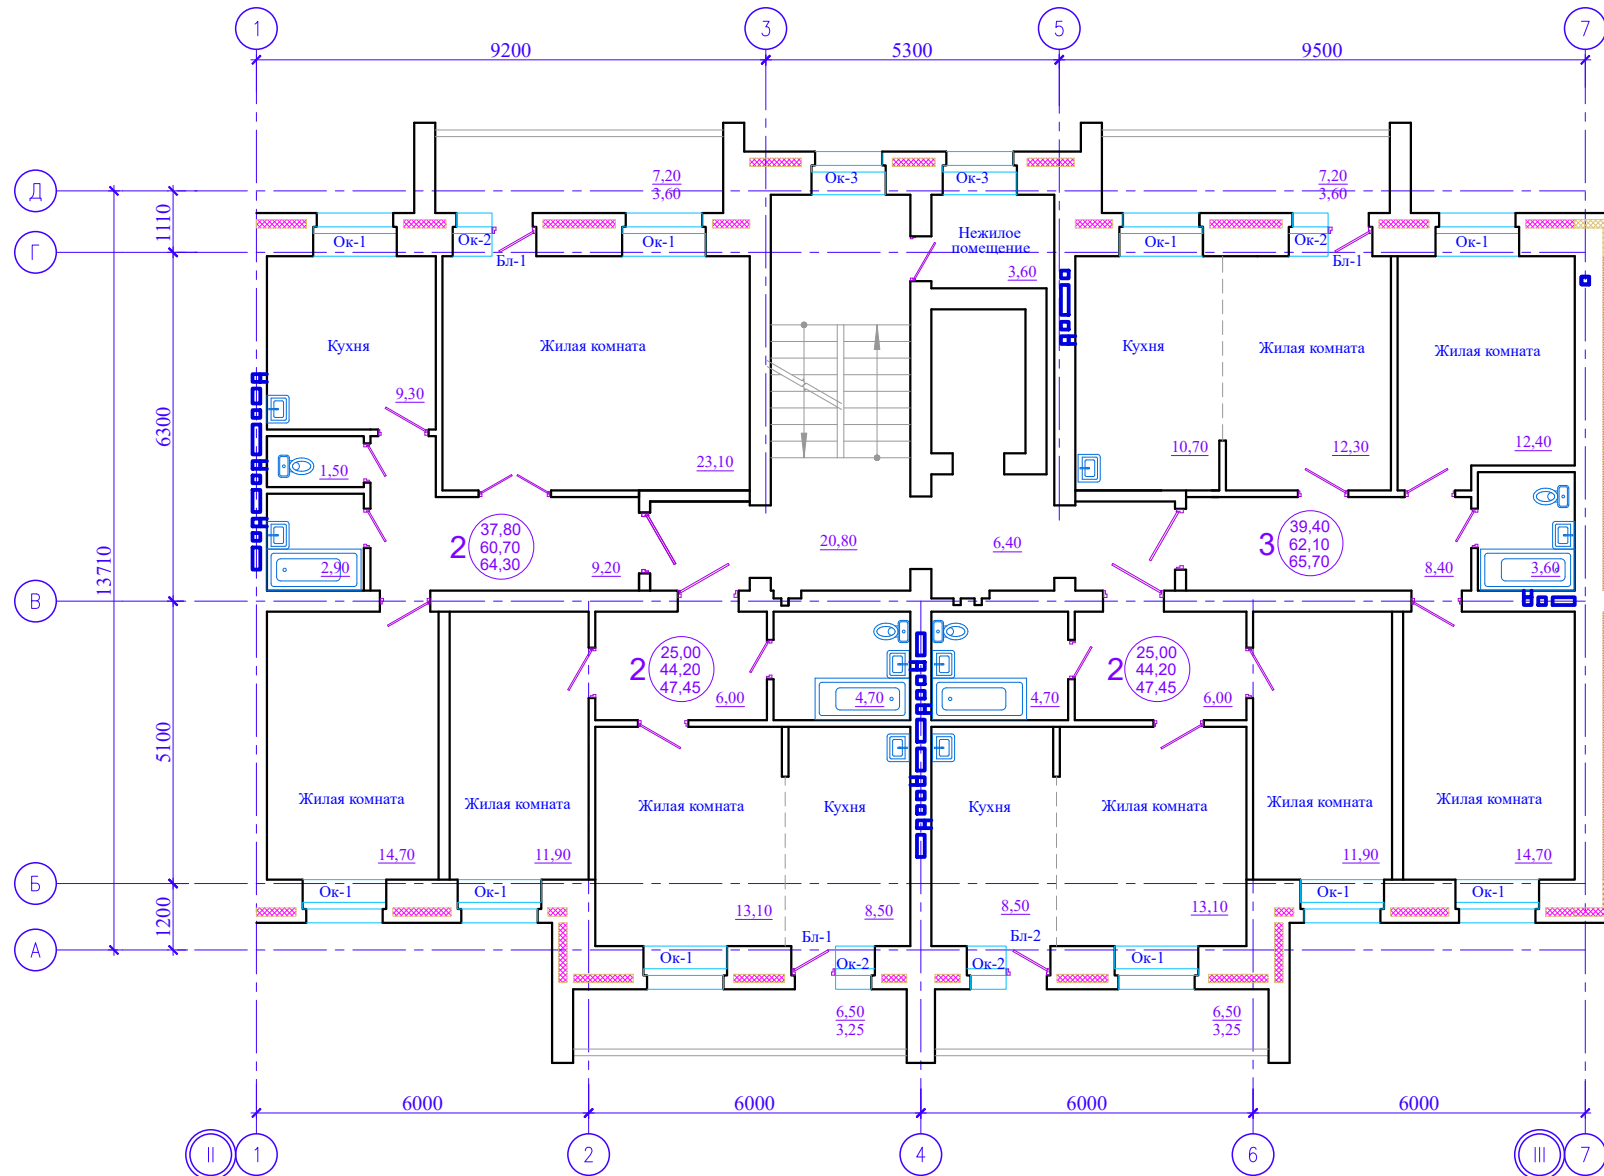 1
3
5
7
9200
5300
9500
Д
Г
В
Б
А
1110
6300
13710
5100
1200
7,20
3,60
Ок-3
Ок-3
7,20
3,60
Ок-1
Ок-2
Ок-1
Бл-1
Нежилое
помещение
3,60
Ок-1
Ок-2
Ок-1
Бл-1
Кухня
Жилая комната
Кухня
Жилая комната
Жилая комната
9,30
1,50
23,10
10,70
12,30
12,40
2
37,80
60,70
64,30
20,80
6,40
3
39,40
62,10
65,70
2,90
9,20
8,40
3,60
2
25,00
44,20
47,45
2
25,00
44,20
47,45
6,00
4,70
4,70
6,00
Жилая комната
Жилая комната
Жилая комната
Кухня
Кухня
Жилая комната
Жилая комната
Жилая комната
14,70
11,90
11,90
14,70
Ок-1
Ок-1
Ок-1
Ок-1
13,10
8,50
8,50
13,10
Бл-1
Бл-2
Ок-1
Ок-2
Ок-2
Ок-1
6,50
3,25
6,50
3,25
6000
6000
6000
6000
II
1
2
4
6
III
7